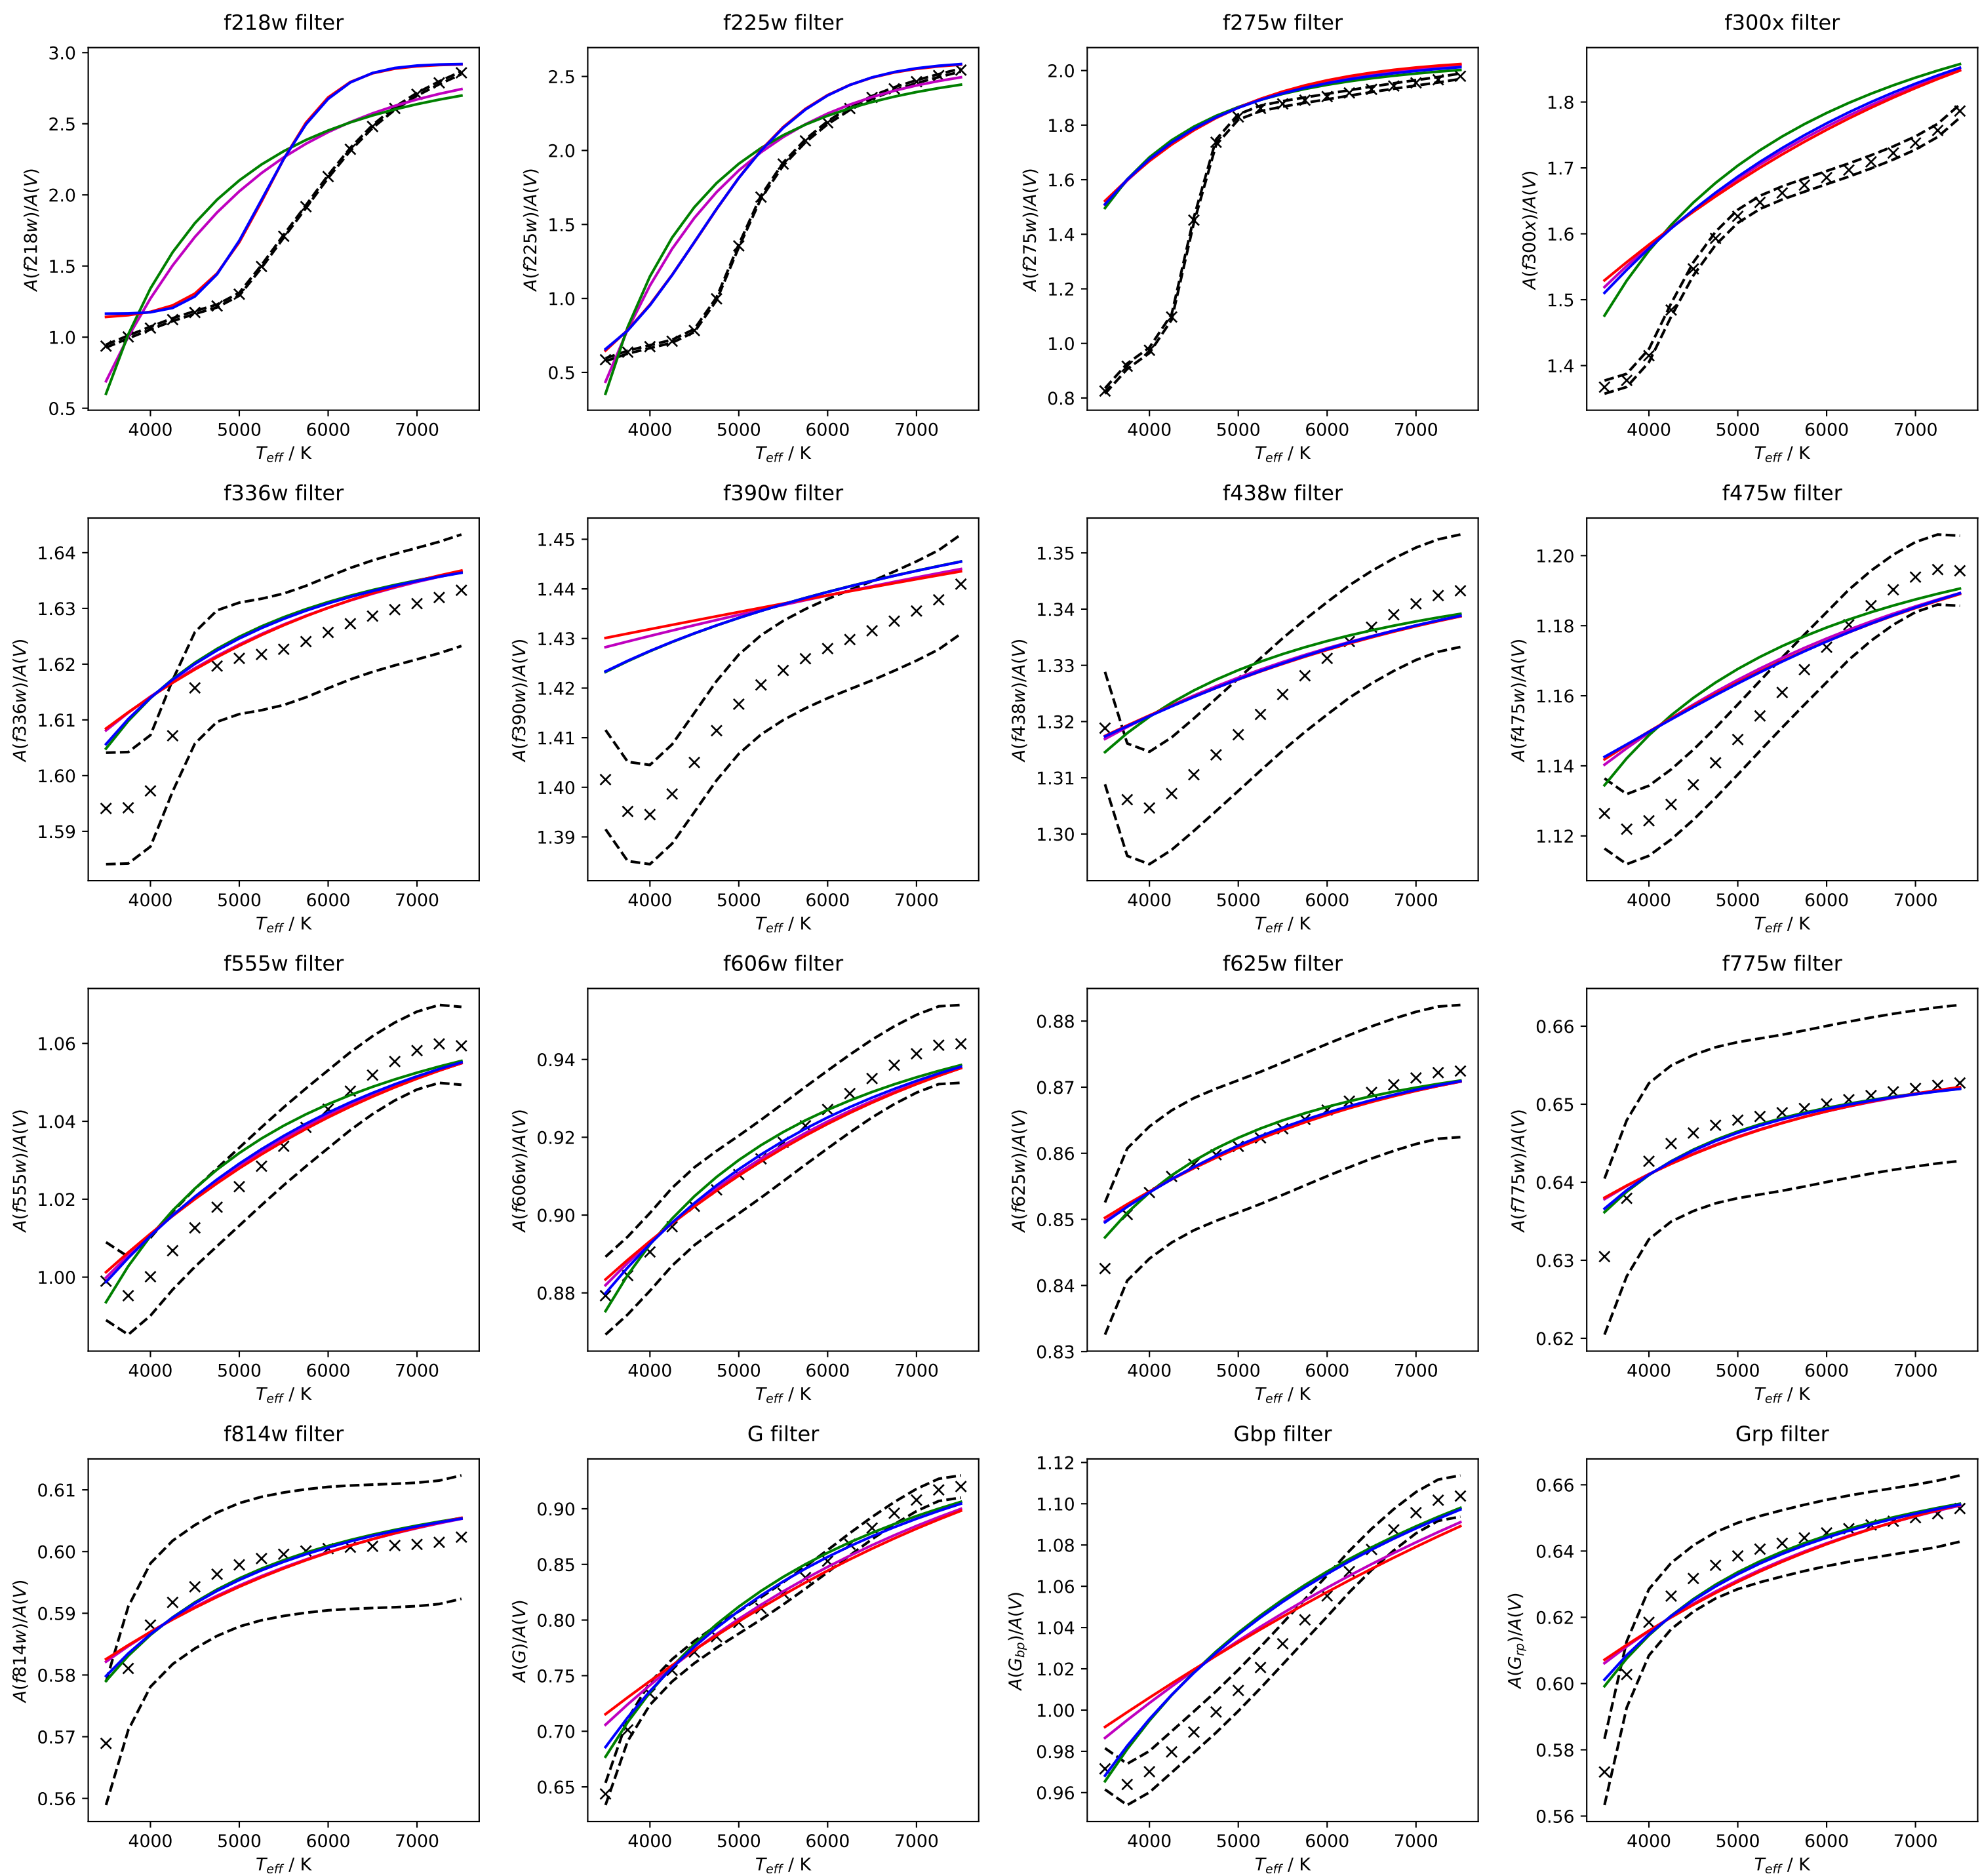 f218w filter
f225w filter
f275w filter
f300x filter
A(f218w)/A(V)
3.0
2.5
2.0
1.5
1.0
0.5
4000 5000 6000 7000
T_eff / K
A(f225w)/A(V)
2.5
2.0
1.5
1.0
0.5
4000 5000 6000 7000
T_eff / K
A(f275w)/A(V)
2.0
1.8
1.6
1.4
1.2
1.0
0.8
4000 5000 6000 7000
T_eff / K
A(f300x)/A(V)
1.8
1.7
1.6
1.5
1.4
4000 5000 6000 7000
T_eff / K
f336w filter
f390w filter
f438w filter
f475w filter
A(f336w)/A(V)
1.64
1.63
1.62
1.61
1.60
1.59
4000 5000 6000 7000
T_eff / K
A(f390w)/A(V)
1.45
1.44
1.43
1.42
1.41
1.40
1.39
4000 5000 6000 7000
T_eff / K
A(f438w)/A(V)
1.35
1.34
1.33
1.32
1.31
1.30
4000 5000 6000 7000
T_eff / K
A(f475w)/A(V)
1.20
1.18
1.16
1.14
1.12
4000 5000 6000 7000
T_eff / K
f555w filter
f606w filter
f625w filter
f775w filter
A(f555w)/A(V)
1.06
1.04
1.02
1.00
4000 5000 6000 7000
T_eff / K
A(f606w)/A(V)
0.94
0.92
0.90
0.88
4000 5000 6000 7000
T_eff / K
A(f625w)/A(V)
0.88
0.87
0.86
0.85
0.84
0.83
4000 5000 6000 7000
T_eff / K
A(f775w)/A(V)
0.66
0.65
0.64
0.63
0.62
4000 5000 6000 7000
T_eff / K
f814w filter
G filter
Gbp filter
Grp filter
A(f814w)/A(V)
0.61
0.60
0.59
0.58
0.57
0.56
4000 5000 6000 7000
T_eff / K
A(G)/A(V)
0.90
0.85
0.80
0.75
0.70
0.65
4000 5000 6000 7000
T_eff / K
A(G_bp)/A(V)
1.12
1.10
1.08
1.06
1.04
1.02
1.00
0.98
0.96
4000 5000 6000 7000
T_eff / K
A(G_rp)/A(V)
0.66
0.64
0.62
0.60
0.58
0.56
4000 5000 6000 7000
T_eff / K